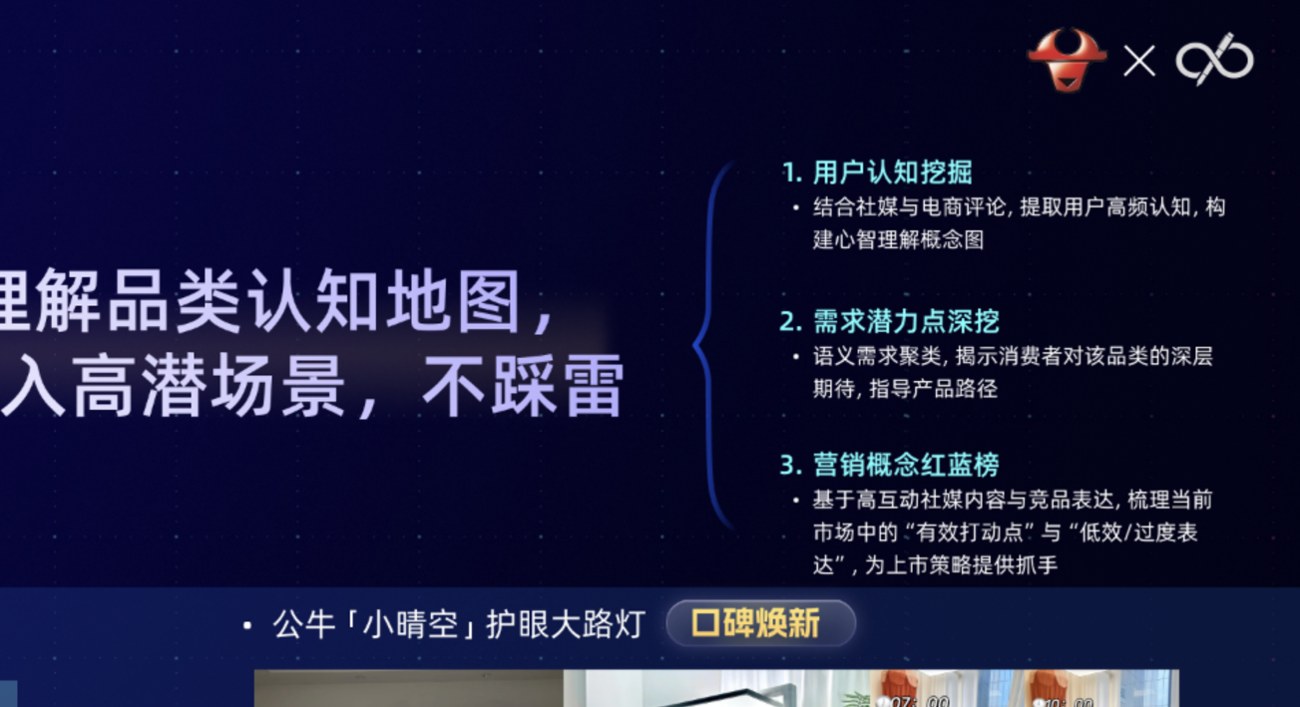 理解品类认知地图，
入高潜场景，不踩雷
1. 用户认知挖掘
• 结合社媒与电商评论, 提取用户高频认知, 构
建心智理解概念图
2. 需求潜力点深挖
• 语义需求聚类, 揭示消费者对该品类的深层
期待, 指导产品路径
3. 营销概念红蓝榜
• 基于高互动社媒内容与竞品表达, 梳理当前
市场中的“有效打动点”与“低效/过度表
达”, 为上市策略提供抓手
• 公牛「小晴空」护眼大路灯 口碑焕新
07: 00